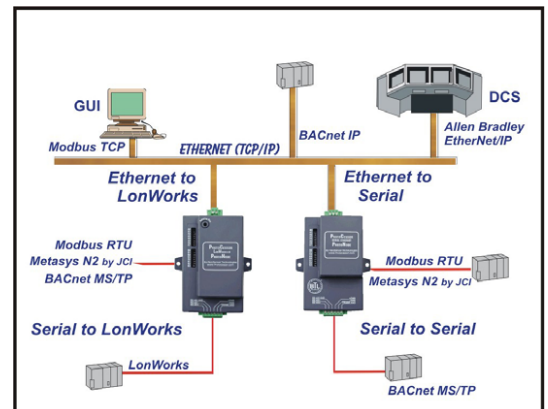 GUI
DCS
Modbus TCP
ETHERNET (TCP/IP)
BACnet IP
Allen Bradley
EtherNet/IP
Ethernet to
LonWorks
Ethernet to
Serial
Modbus RTU
Metasys N2 by JCI
BACnet MS/TP
Modbus RTU
Metasys N2 by JCI
BTL
Serial to LonWorks
Serial to Serial
LonWorks
BACnet MS/TP